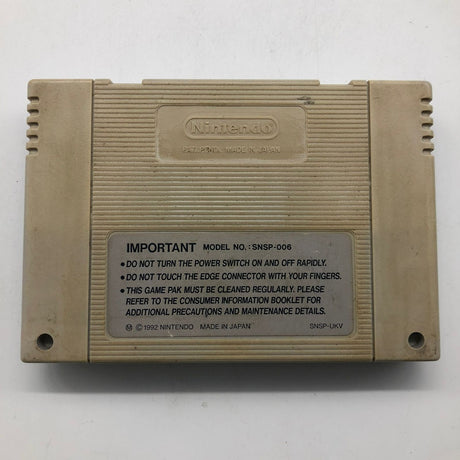 Nintendo
PAT. PEND. MADE IN JAPAN
IMPORTANT MODEL NO.: SNSP-006
• DO NOT TURN THE POWER SWITCH ON AND OFF RAPIDLY.
• DO NOT TOUCH THE EDGE CONNECTOR WITH YOUR FINGERS.
• THIS GAME PAK MUST BE CLEANED REGULARLY. PLEASE
REFER TO THE CONSUMER INFORMATION BOOKLET FOR
ADDITIONAL PRECAUTIONS AND MAINTENANCE DETAILS.
Ⓜ ©1992 NINTENDO MADE IN JAPAN SNSP-UKV